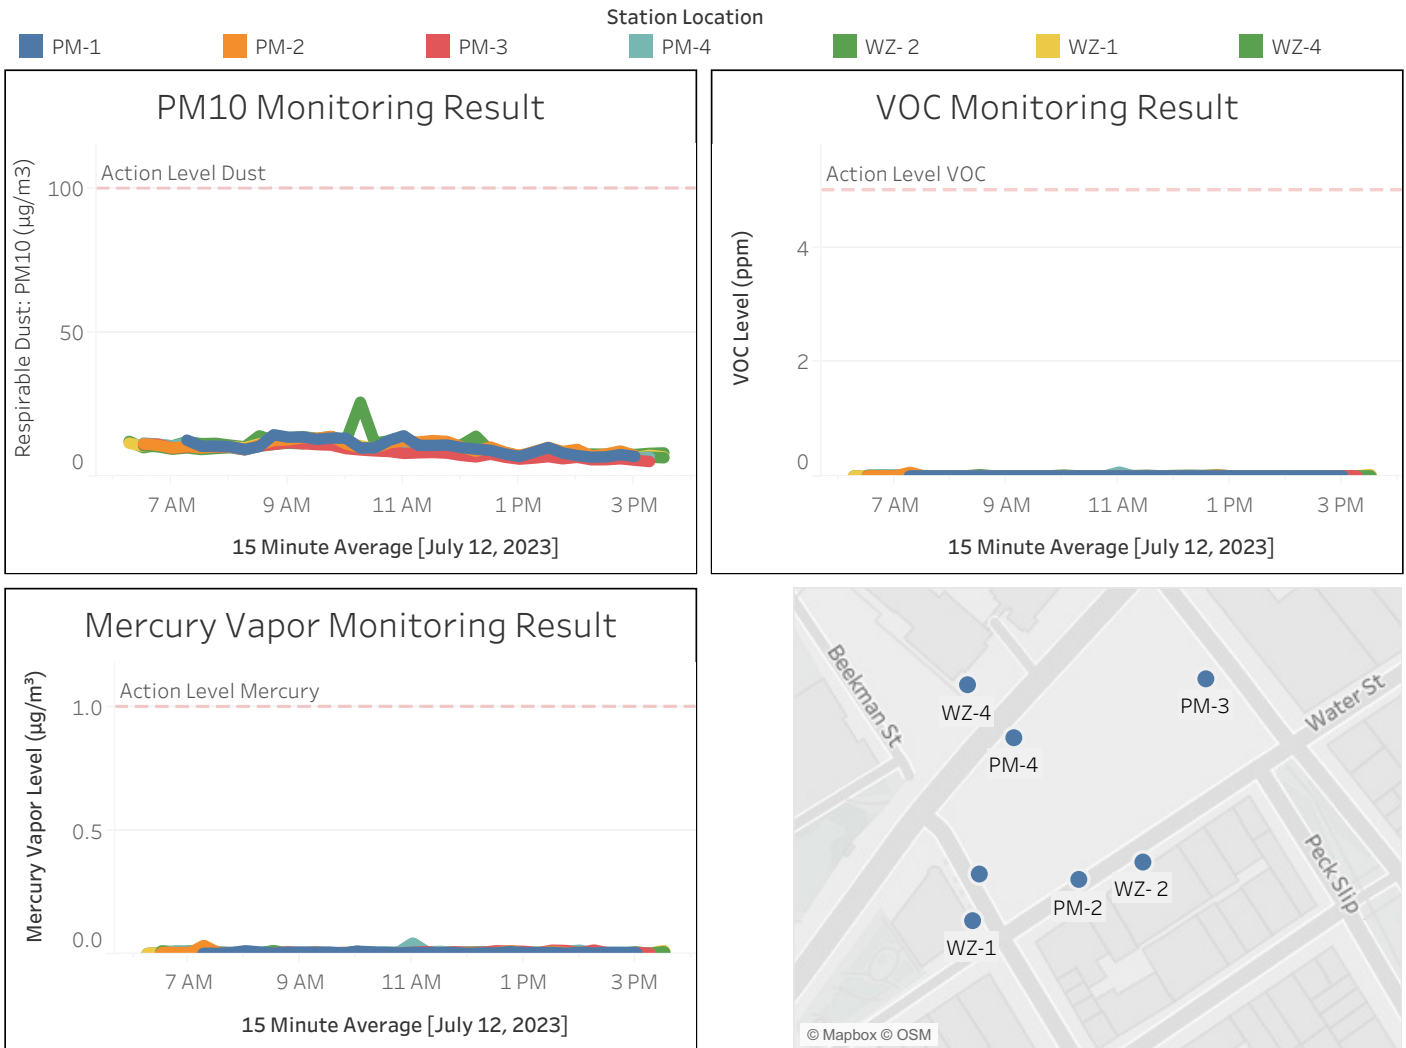 Station Location
PM-1 PM-2 PM-3 PM-4 WZ- 2 WZ-1 WZ-4
PM10 Monitoring Result
Respirable Dust: PM10 (µg/m3)
Action Level Dust
100
50
0
7 AM 9 AM 11 AM 1 PM 3 PM
15 Minute Average [July 12, 2023]
VOC Monitoring Result
VOC Level (ppm)
Action Level VOC
4
2
0
7 AM 9 AM 11 AM 1 PM 3 PM
15 Minute Average [July 12, 2023]
Mercury Vapor Monitoring Result
Mercury Vapor Level (µg/m³)
Action Level Mercury
1.0
0.5
0.0
7 AM 9 AM 11 AM 1 PM 3 PM
15 Minute Average [July 12, 2023]
Beekman St
WZ-4
PM-3
Water St
PM-4
Peck Slip
WZ- 2
PM-2
WZ-1
© Mapbox © OSM